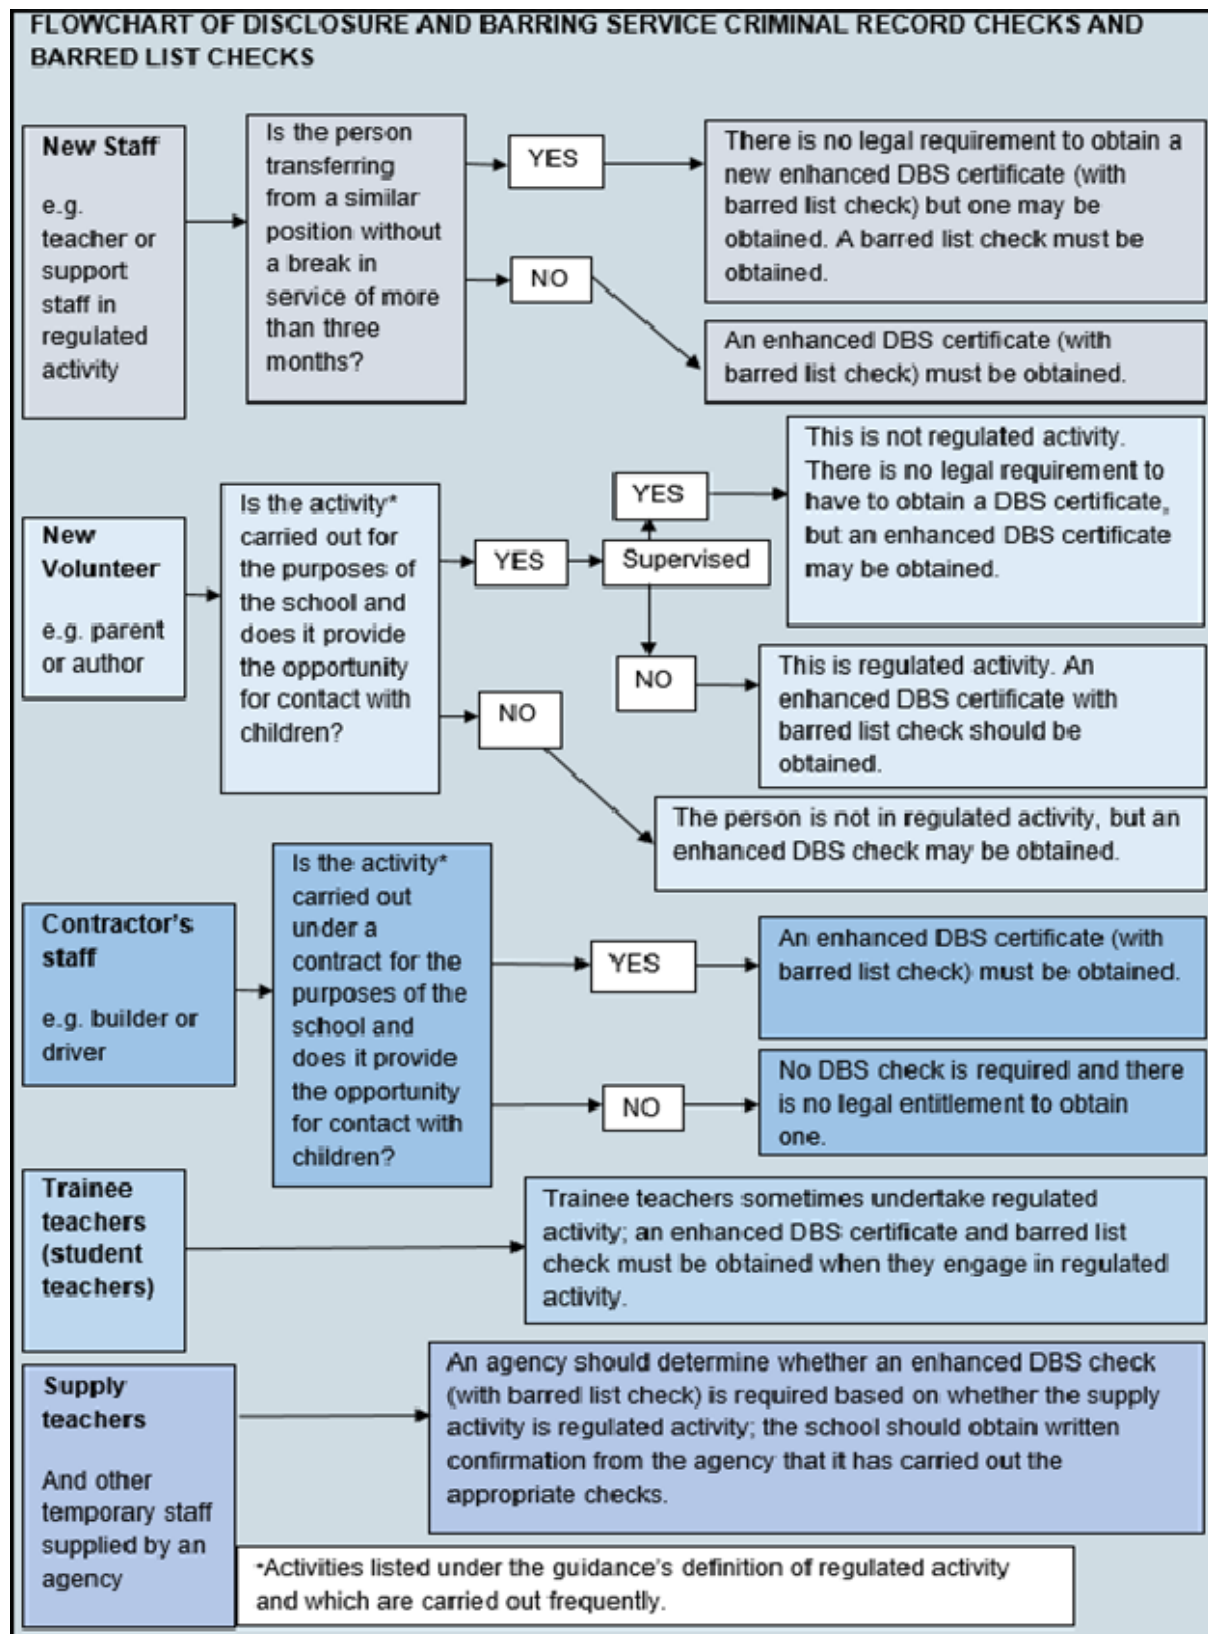 FLOWCHART OF DISCLOSURE AND BARRING SERVICE CRIMINAL RECORD CHECKS AND
BARRED LIST CHECKS
New Staff
e.g.
teacher or
support
staff in
regulated
activity
Is the person
transferring
from a similar
position without
a break in
service of more
than three
months?
YES
There is no legal requirement to obtain a
new enhanced DBS certificate (with
barred list check) but one may be
obtained. A barred list check must be
obtained.
NO
An enhanced DBS certificate (with
barred list check) must be obtained.
New
Volunteer
e.g. parent
or author
Is the activity*
carried out for
the purposes of
the school and
does it provide
the opportunity
for contact with
children?
YES
Supervised
YES
This is not regulated activity.
There is no legal requirement to
have to obtain a DBS certificate,
but an enhanced DBS certificate
may be obtained.
NO
This is regulated activity. An
enhanced DBS certificate with
barred list check should be
obtained.
NO
The person is not in regulated activity, but an
enhanced DBS check may be obtained.
Contractor's
staff
e.g. builder or
driver
Is the activity*
carried out
under a
contract for the
purposes of the
school and
does it provide
the opportunity
for contact with
children?
YES
An enhanced DBS certificate (with
barred list check) must be obtained.
NO
No DBS check is required and there
is no legal entitlement to obtain
one.
Trainee
teachers
(student
teachers)
Trainee teachers sometimes undertake regulated
activity; an enhanced DBS certificate and barred list
check must be obtained when they engage in regulated
activity.
Supply
teachers
And other
temporary staff
supplied by an
agency
An agency should determine whether an enhanced DBS check
(with barred list check) is required based on whether the supply
activity is regulated activity; the school should obtain written
confirmation from the agency that it has carried out the
appropriate checks.
*Activities listed under the guidance's definition of regulated activity
and which are carried out frequently.